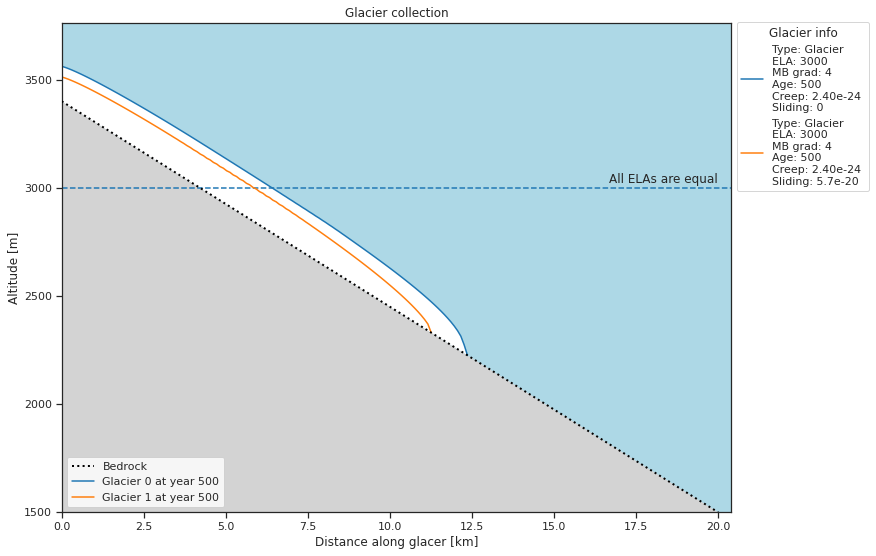 Glacier collection
3500
3000
2500
2000
1500
Altitude [m]
All ELAs are equal
Bedrock
Glacier 0 at year 500
Glacier 1 at year 500
0.0 2.5 5.0 7.5 10.0 12.5 15.0 17.5 20.0
Distance along glacer [km]
Glacier info
Type: Glacier
ELA: 3000
MB grad: 4
Age: 500
Creep: 2.40e-24
Sliding: 0
Type: Glacier
ELA: 3000
MB grad: 4
Age: 500
Creep: 2.40e-24
Sliding: 5.7e-20